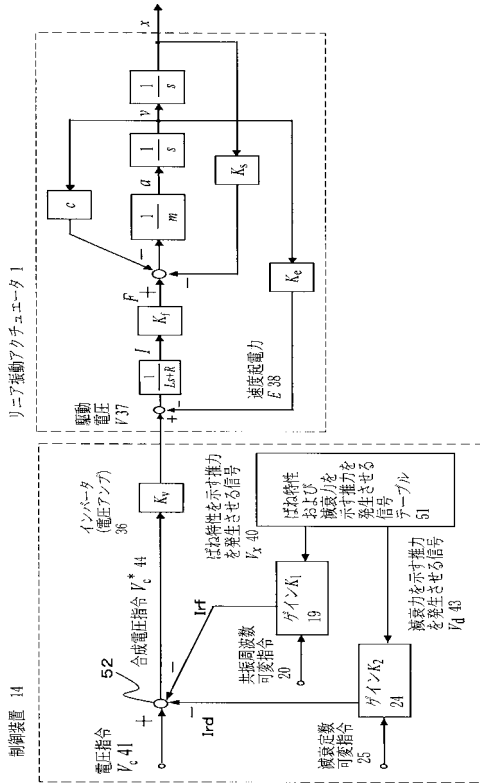 制御装置 14
リニア振動アクチュエータ 1
52
電圧指令
Vc 41
+
−
−
合成電圧指令 Vc* 44
インバータ
(電圧アンプ)
36
Kv
Irf
Ird
共振周波数
可変指令
20
ゲインK1
19
ばね特性を示す推力
を発生させる信号
Vx 40
減衰定数
可変指令
25
ゲインK2
24
減衰力を示す推力
を発生させる信号
Vd 43
ばね特性
および
減衰力を
示す推力を
発生させる
信号
テーブル
51
駆動
電圧
V 37
+
−
1
Ls+R
I
Kf
F
+
−
−
1
m
a
1
s
v
1
s
x
c
Ks
Ke
速度起電力
E 38